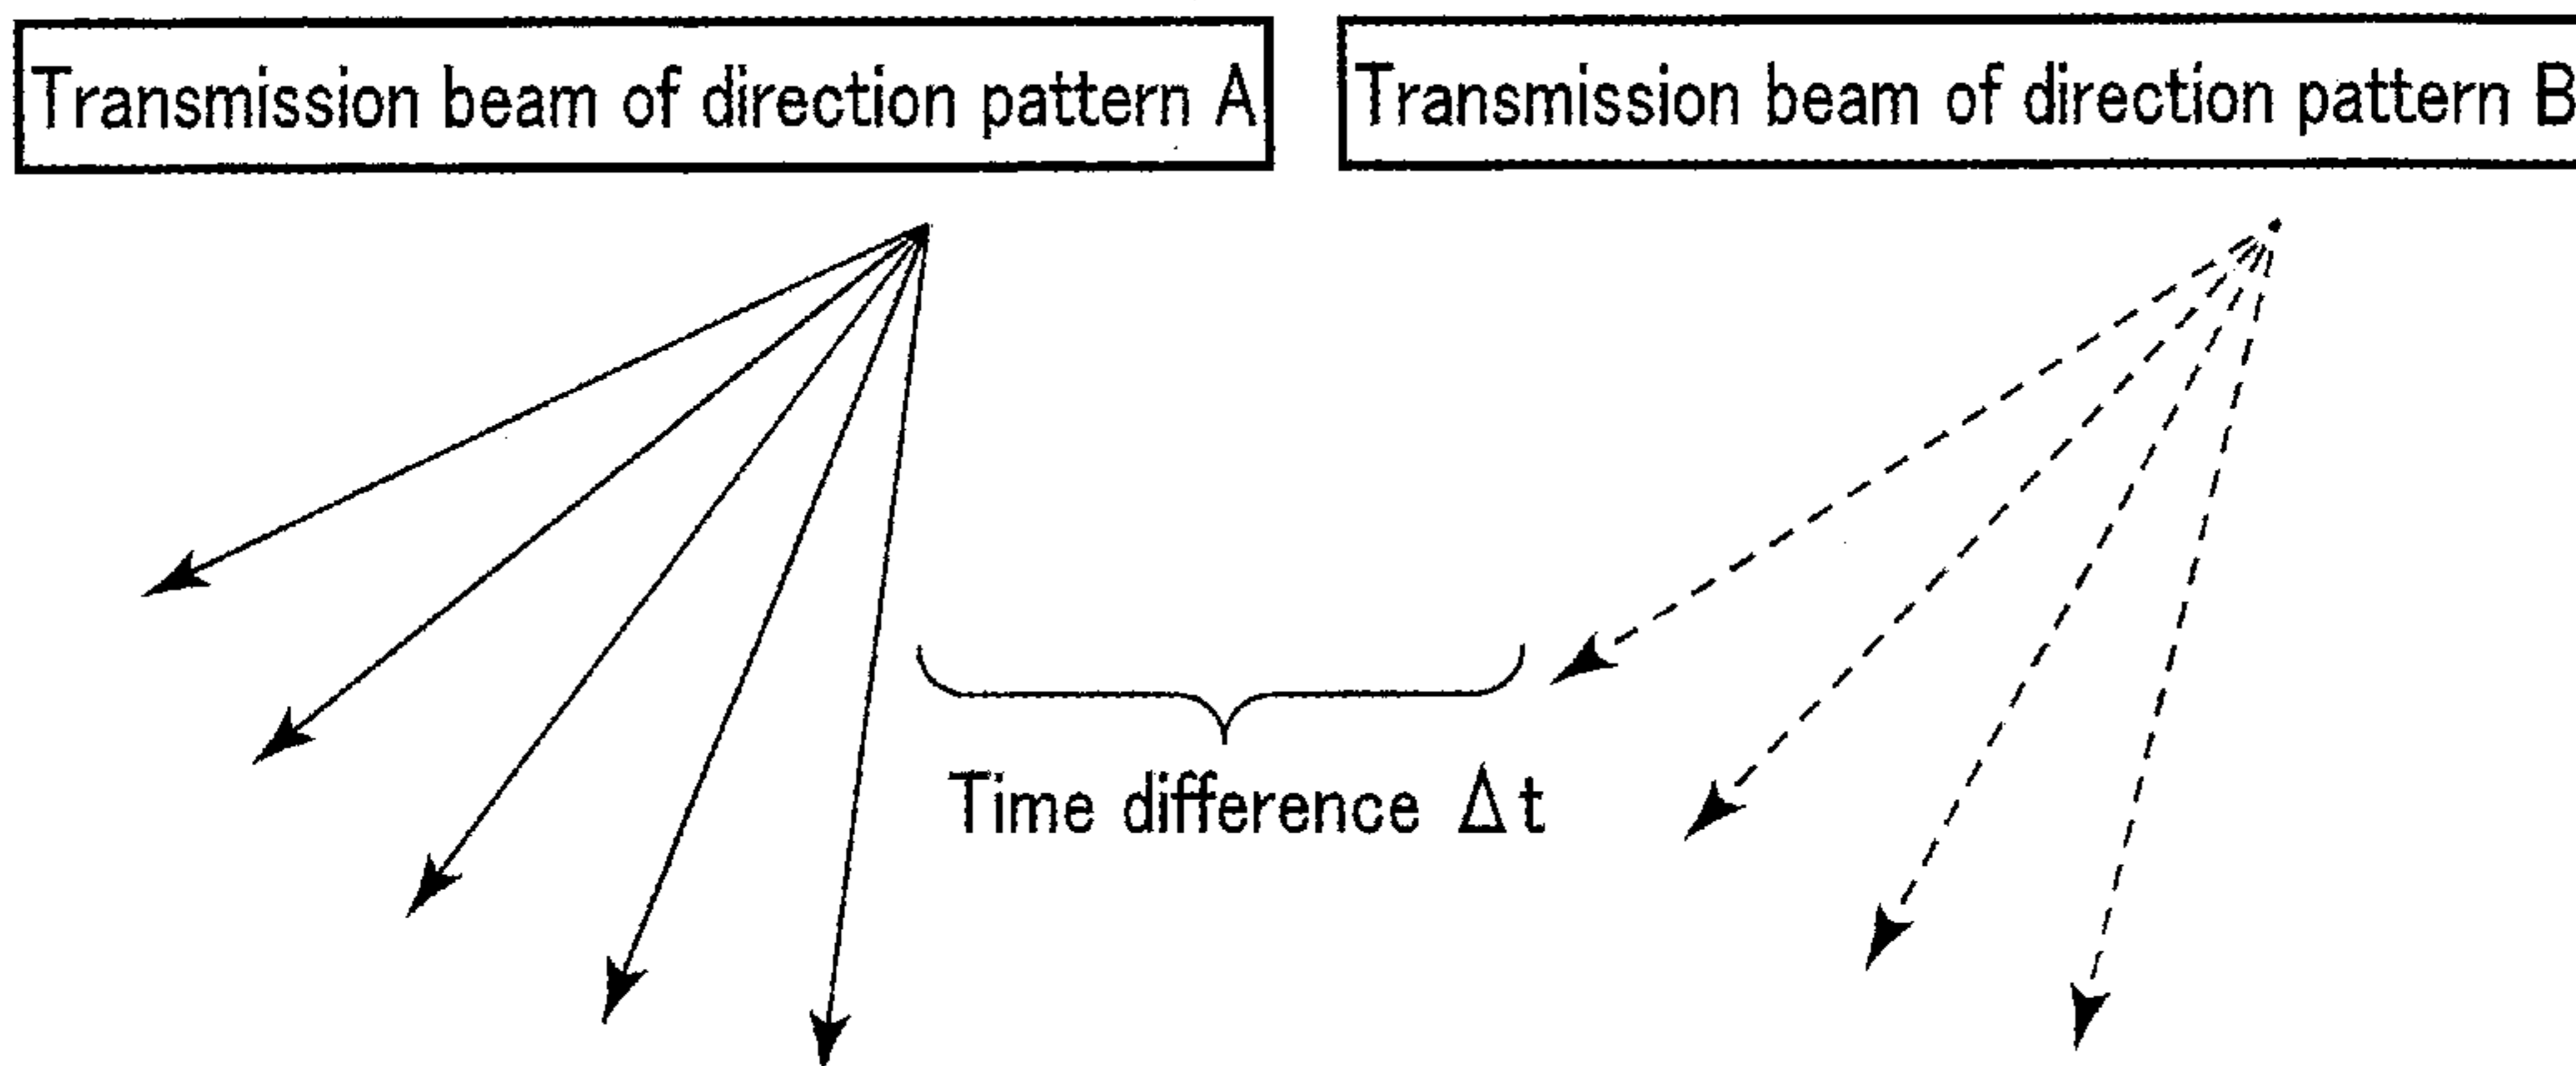 Transmission beam of direction pattern A
Transmission beam of direction pattern B
Time difference Δt